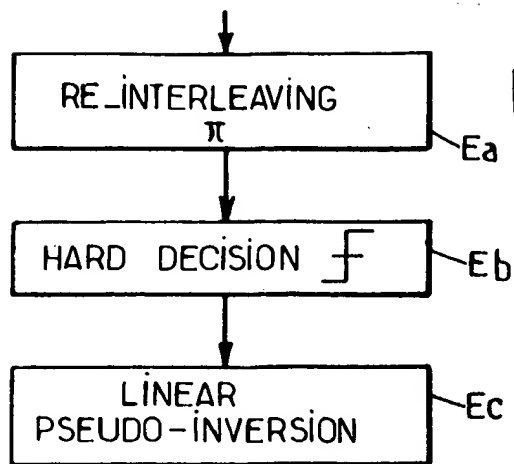 RE_INTERLEAVING
π
Ea
HARD DECISION
Eb
LINEAR
PSEUDO-INVERSION
Ec